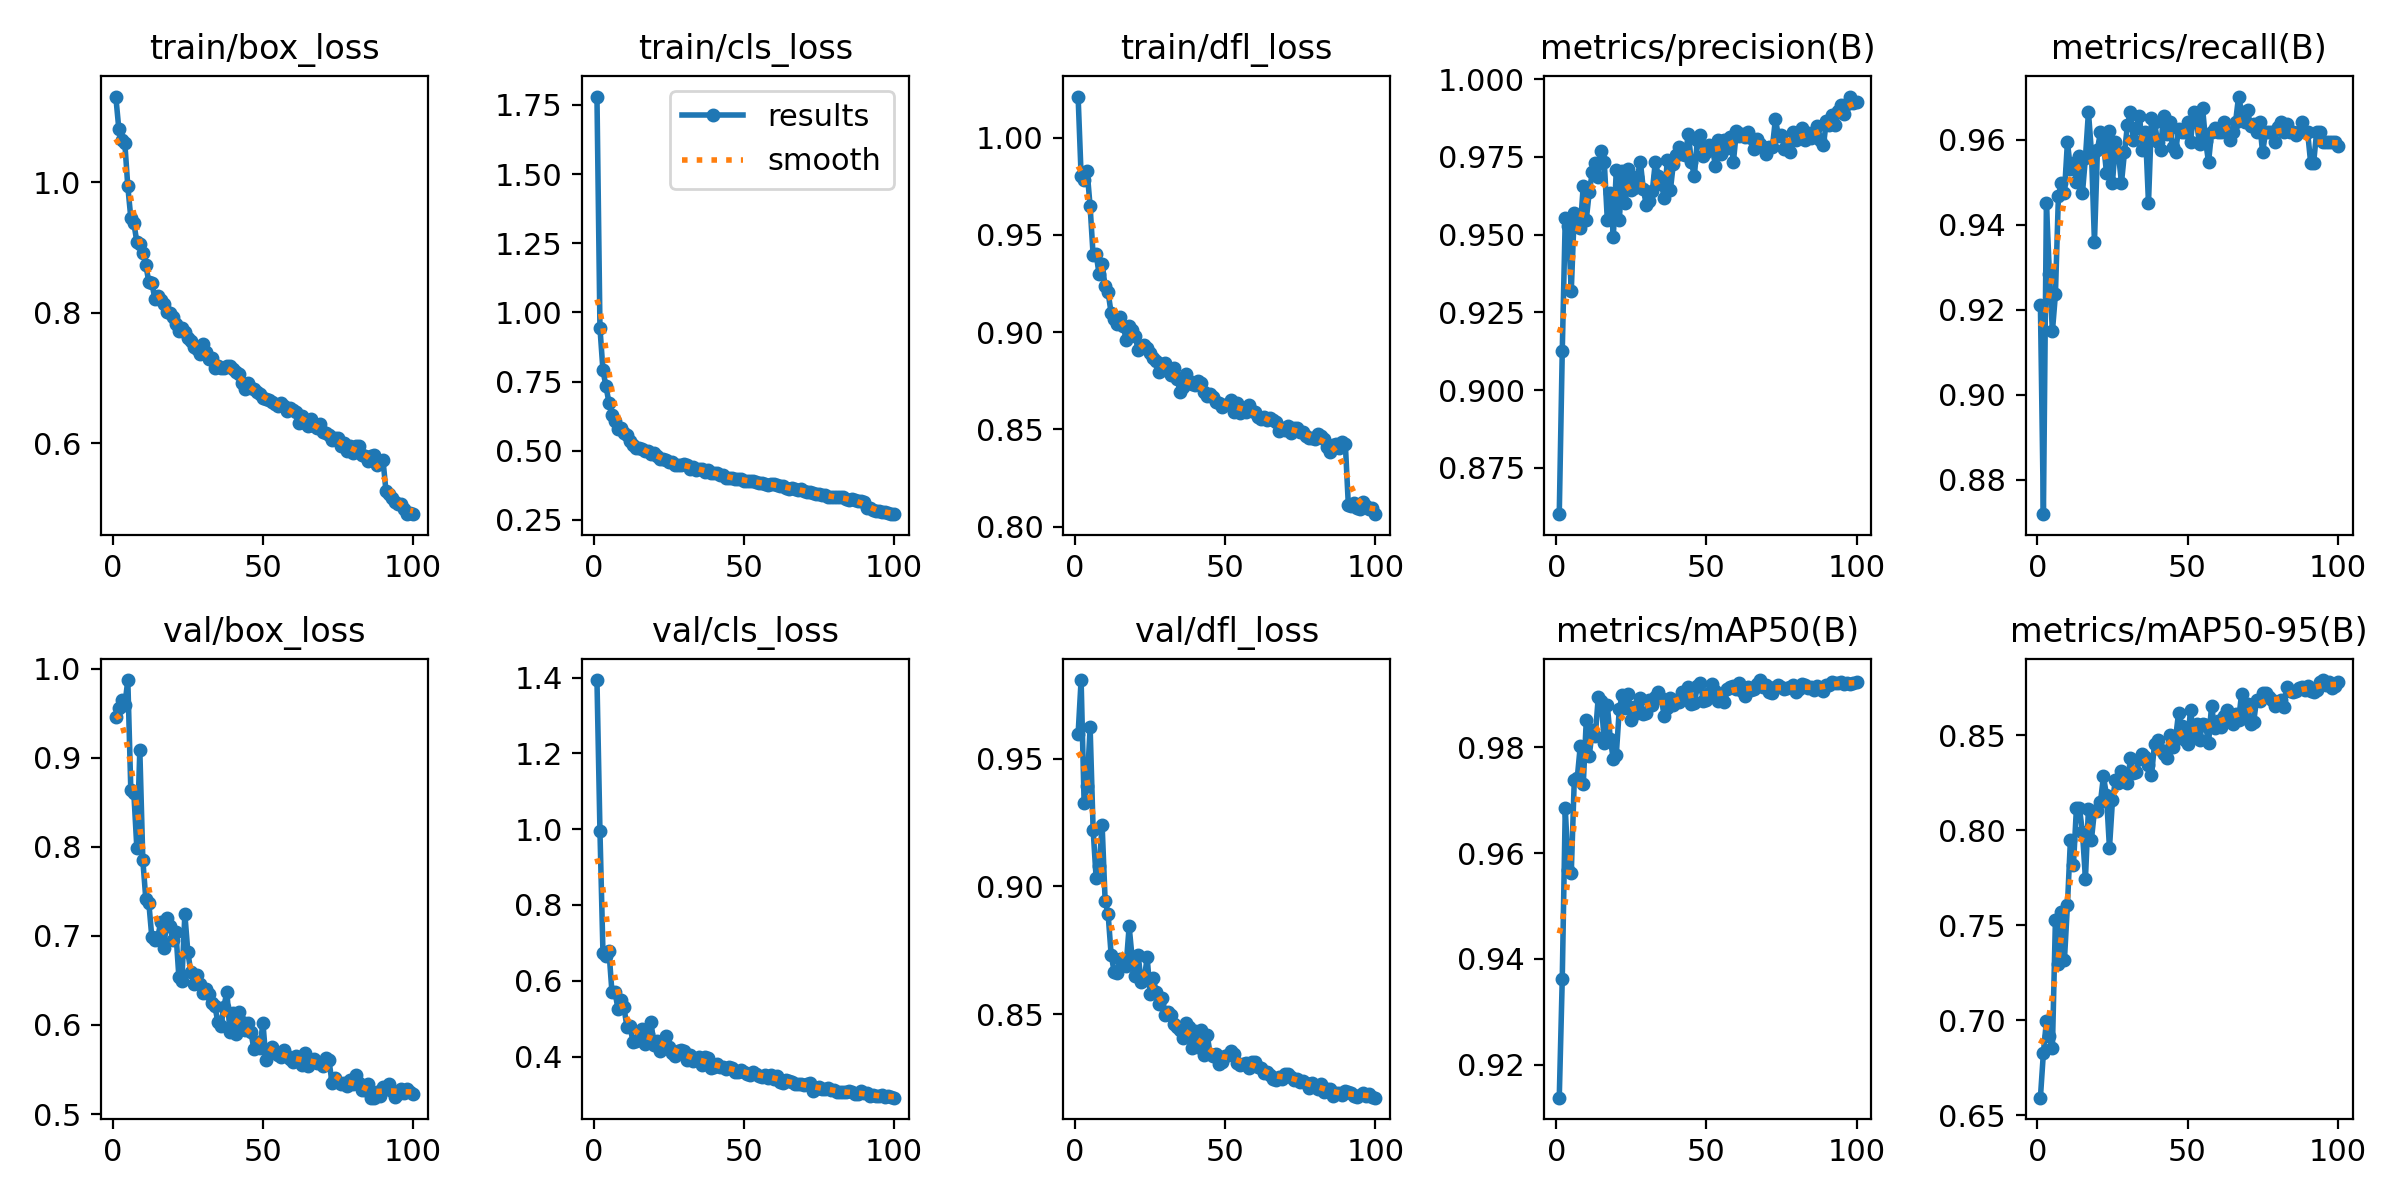 train/box_loss
train/cls_loss
train/dfl_loss
metrics/precision(B)
metrics/recall(B)
1.0
0.8
0.6
0 50 100
results
smooth
1.75
1.50
1.25
1.00
0.75
0.50
0.25
0 50 100
1.00
0.95
0.90
0.85
0.80
0 50 100
1.000
0.975
0.950
0.925
0.900
0.875
0 50 100
0.96
0.94
0.92
0.90
0.88
0 50 100
val/box_loss
val/cls_loss
val/dfl_loss
metrics/mAP50(B)
metrics/mAP50-95(B)
1.0
0.9
0.8
0.7
0.6
0.5
0 50 100
1.4
1.2
1.0
0.8
0.6
0.4
0 50 100
0.95
0.90
0.85
0 50 100
0.98
0.96
0.94
0.92
0 50 100
0.85
0.80
0.75
0.70
0.65
0 50 100